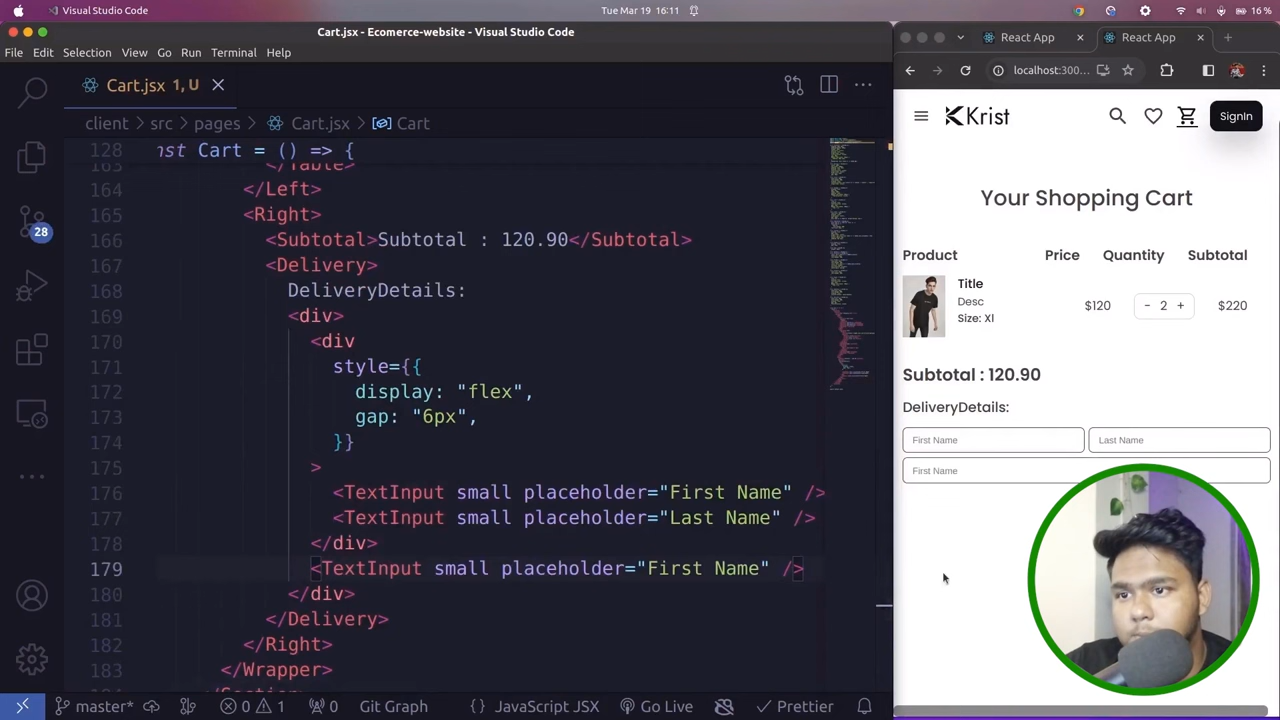 Visual Studio Code
Tue Mar 19 16:11
16 %
Cart.jsx - Ecomerce-website - Visual Studio Code
File Edit Selection View Go Run Terminal Help
Cart.jsx 1, U
client > src > pages > Cart.jsx > Cart
128 nst Cart = () => {
</Table>
164 </Left>
165 <Right>
166 <Subtotal>Subtotal : 120.90</Subtotal>
167 <Delivery>
168 DeliveryDetails:
169 <div>
170 div
171 tyle={{
172 display: "flex",
173 gap: "6px",
174 }}
175 >
176 <TextInput small placeholder="First Name" />
177 <TextInput small placeholder="Last Name" />
178 </div>
179 <TextInput small placeholder="First Name" />
180 </div>
181 </Delivery>
182 </Right>
183 </Wrapper>
28
master* 0 1 0 Git Graph {} JavaScript JSX Go Live Prettier
React App
React App
localhost:300...
Krist
SignIn
Your Shopping Cart
Product Price Quantity Subtotal
Title
Desc
Size: Xl
$120 - 2 + $220
Subtotal : 120.90
DeliveryDetails:
First Name Last Name
First Name